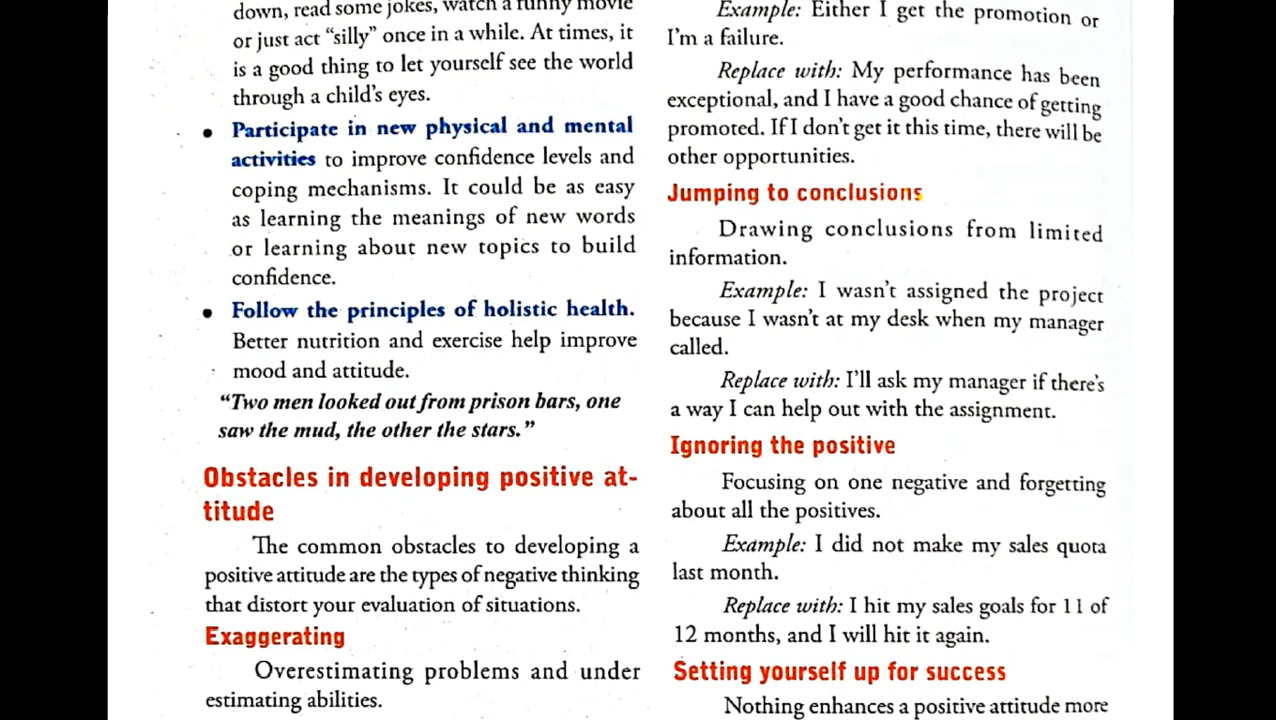 down, read some jokes, watch a funny movie
or just act “silly” once in a while. At times, it
is a good thing to let yourself see the world
through a child’s eyes.
• Participate in new physical and mental
activities to improve confidence levels and
coping mechanisms. It could be as easy
as learning the meanings of new words
or learning about new topics to build
confidence.
• Follow the principles of holistic health.
Better nutrition and exercise help improve
mood and attitude.
“Two men looked out from prison bars, one
saw the mud, the other the stars.”
Obstacles in developing positive at-
titude
The common obstacles to developing a
positive attitude are the types of negative thinking
that distort your evaluation of situations.
Exaggerating
Overestimating problems and under
estimating abilities.
Example: Either I get the promotion or
I’m a failure.
Replace with: My performance has been
exceptional, and I have a good chance of getting
promoted. If I don’t get it this time, there will be
other opportunities.
Jumping to conclusions
Drawing conclusions from limited
information.
Example: I wasn’t assigned the project
because I wasn’t at my desk when my manager
called.
Replace with: I’ll ask my manager if there’s
a way I can help out with the assignment.
Ignoring the positive
Focusing on one negative and forgetting
about all the positives.
Example: I did not make my sales quota
last month.
Replace with: I hit my sales goals for 11 of
12 months, and I will hit it again.
Setting yourself up for success
Nothing enhances a positive attitude more